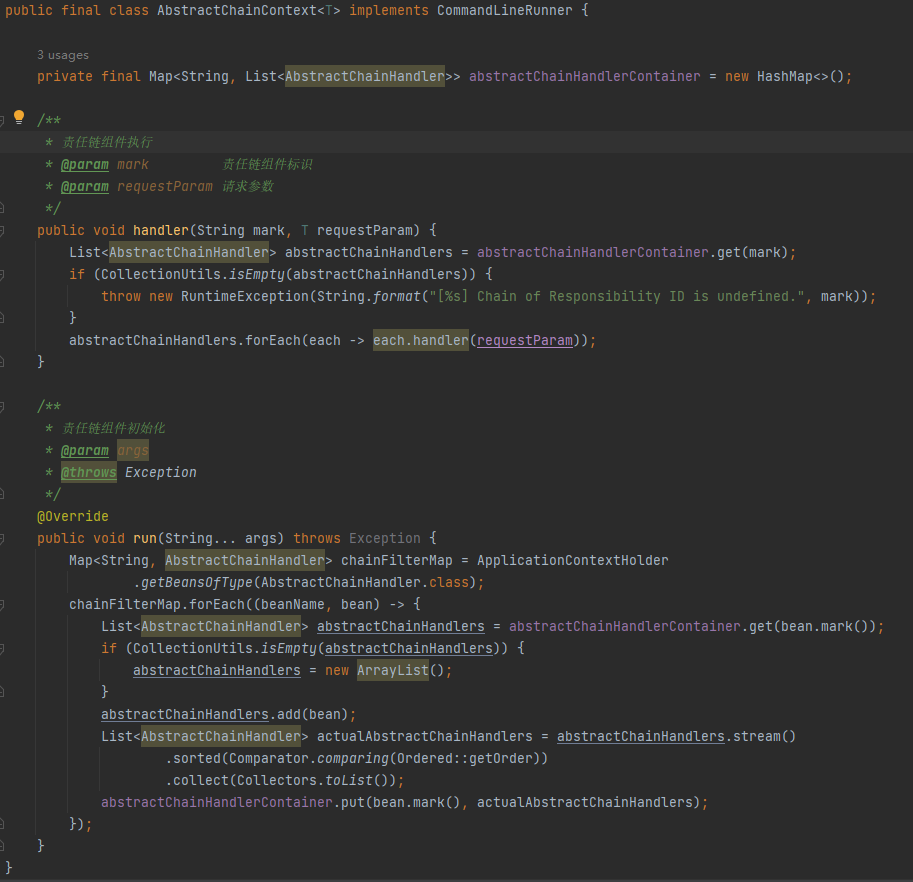 public final class AbstractChainContext<T> implements CommandLineRunner {
3 usages
private final Map<String, List<AbstractChainHandler>> abstractChainHandlerContainer = new HashMap<>();
/**
* 责任链组件执行
* @param mark 责任链组件标识
* @param requestParam 请求参数
*/
public void handler(String mark, T requestParam) {
List<AbstractChainHandler> abstractChainHandlers = abstractChainHandlerContainer.get(mark);
if (CollectionUtils.isEmpty(abstractChainHandlers)) {
throw new RuntimeException(String.format("[%s] Chain of Responsibility ID is undefined.", mark));
}
abstractChainHandlers.forEach(each -> each.handler(requestParam));
}
/**
* 责任链组件初始化
* @param args
* @throws Exception
*/
@Override
public void run(String... args) throws Exception {
Map<String, AbstractChainHandler> chainFilterMap = ApplicationContextHolder
.getBeansOfType(AbstractChainHandler.class);
chainFilterMap.forEach((beanName, bean) -> {
List<AbstractChainHandler> abstractChainHandlers = abstractChainHandlerContainer.get(bean.mark());
if (CollectionUtils.isEmpty(abstractChainHandlers)) {
abstractChainHandlers = new ArrayList();
}
abstractChainHandlers.add(bean);
List<AbstractChainHandler> actualAbstractChainHandlers = abstractChainHandlers.stream()
.sorted(Comparator.comparing(Ordered::getOrder))
.collect(Collectors.toList());
abstractChainHandlerContainer.put(bean.mark(), actualAbstractChainHandlers);
});
}
}